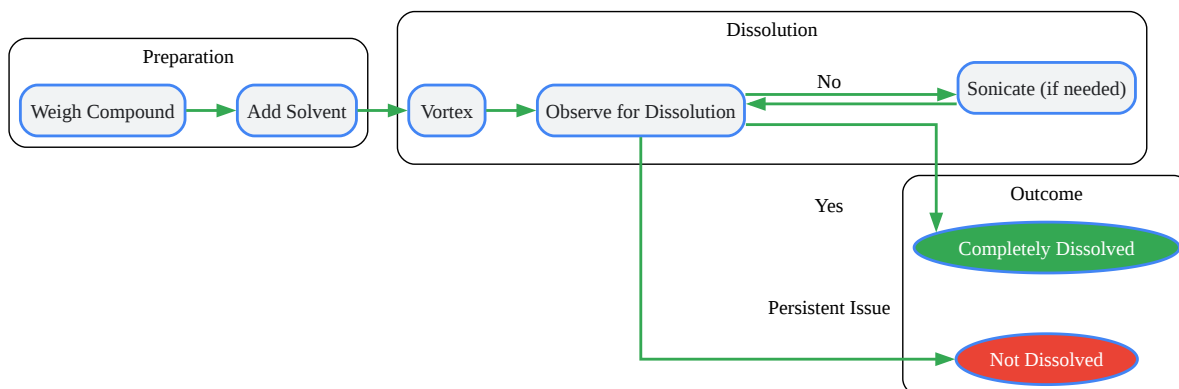 Preparation
Weigh Compound
Add Solvent
Dissolution
Vortex
Observe for Dissolution
No
Sonicate (if needed)
Yes
Outcome
Completely Dissolved
Persistent Issue
Not Dissolved